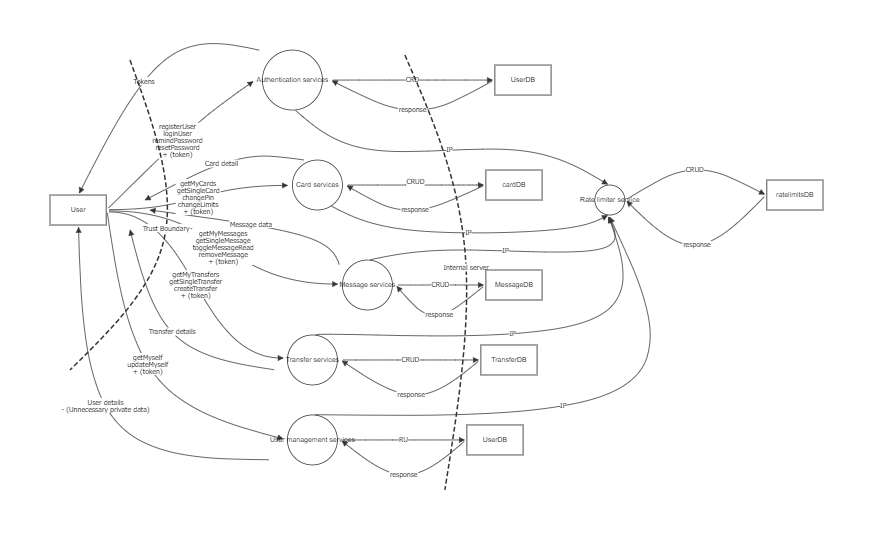 Tokens
Authentication services
CRD
UserDB
response
registerUser
loginUser
remindPassword
resetPassword
+ (token)
IP
Card detail
CRUD
Card services
CRUD
cardDB
getMyCards
getSingleCard
changePin
changeLimits
+ (token)
response
User
Rate limiter service
ratelimitsDB
Message data
Trust Boundary
IP
getMyMessages
getSingleMessage
toggleMessageRead
removeMessage
+ (token)
response
IP
Internal server
getMyTransfers
getSingleTransfer
createTransfer
+ (token)
Message services
CRUD
MessageDB
response
Transfer details
IP
getMyself
updateMyself
+ (token)
Transfer services
CRUD
TransferDB
response
User details
- (Unnecessary private data)
IP
User management services
RU
UserDB
response